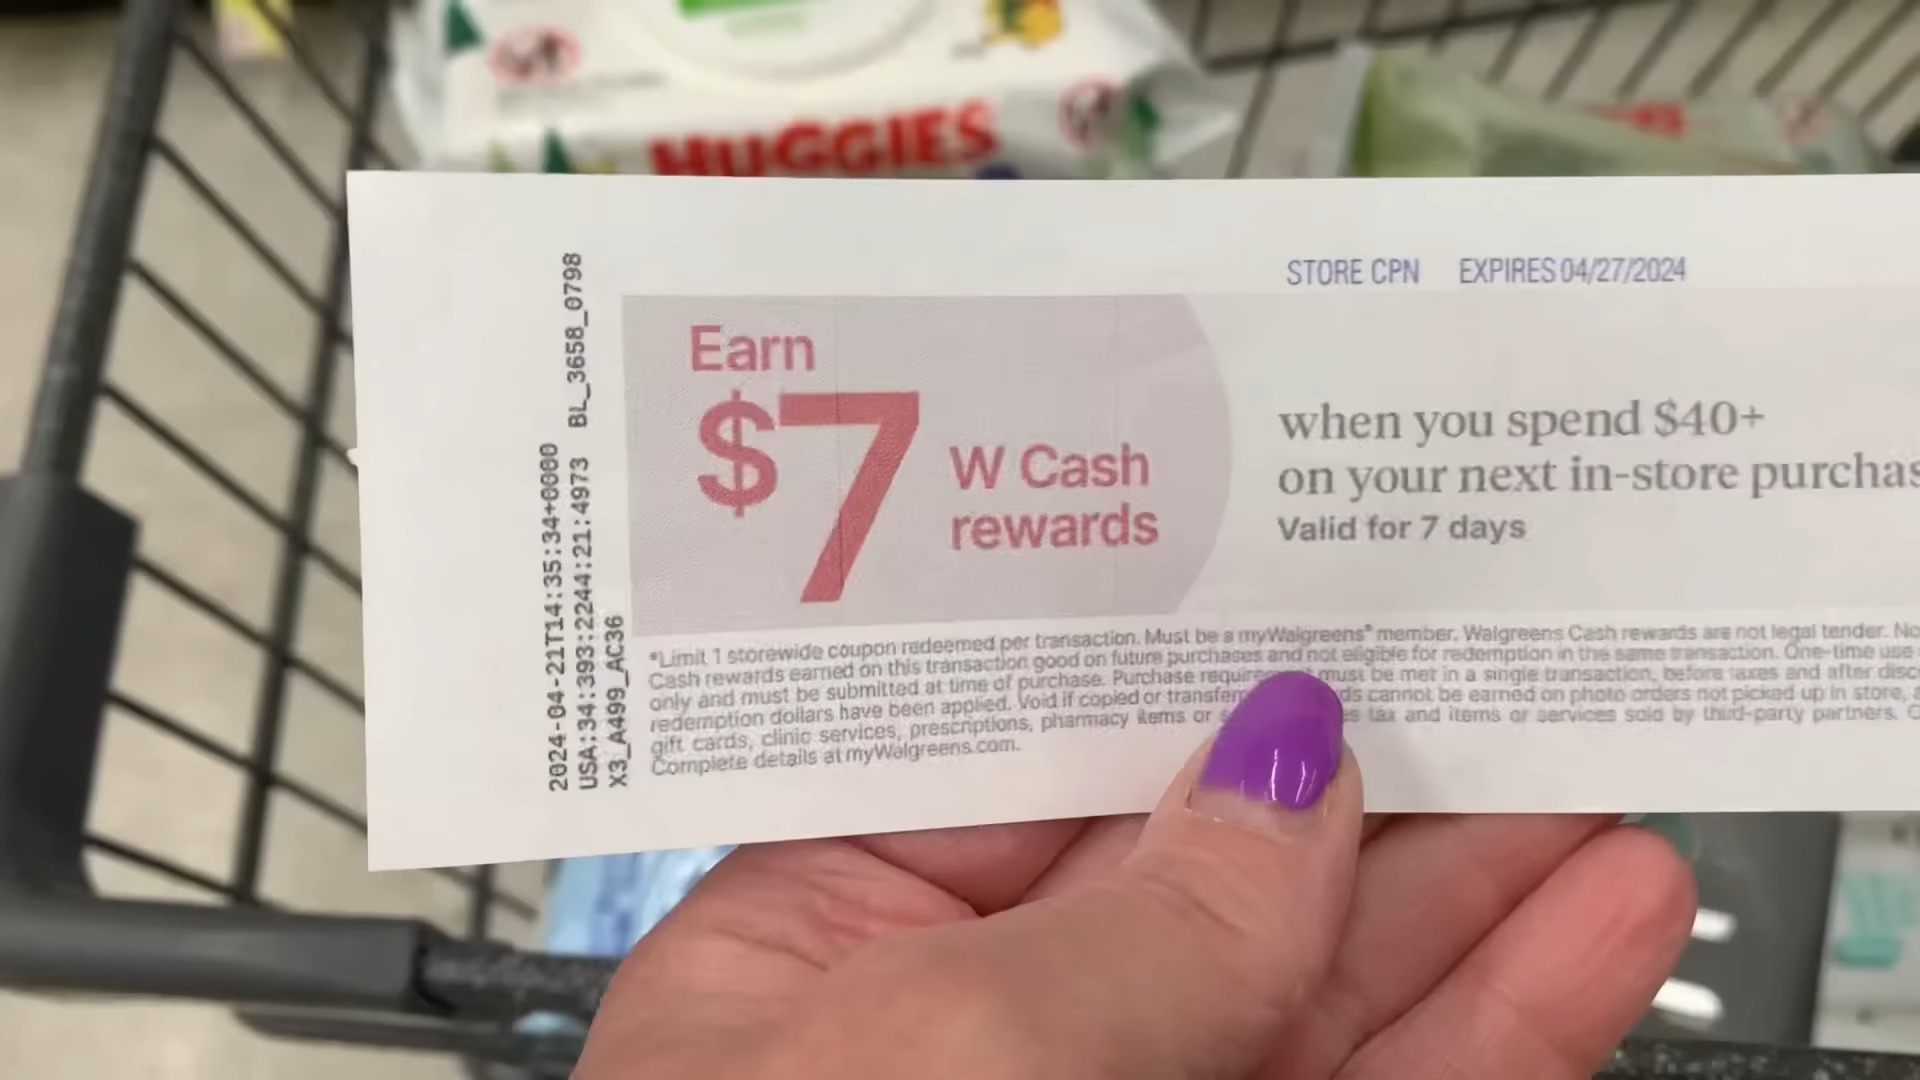 HUGGIES
STORE CPN EXPIRES 04/27/2024
2024-04-21T14:35:34+0000
USA:34:393:2244:21:4973 BL_3658_0798
X3_A499_AC36
Earn
$7 W Cash
rewards
when you spend $40+
on your next in-store purchas
Valid for 7 days
*Limit 1 storewide coupon redeemed per transaction. Must be a myWalgreens® member. Walgreens Cash rewards are not legal tender. No
Cash rewards earned on this transaction good on future purchases and not eligible for redemption in the same transaction. One-time use
only and must be submitted at time of purchase. Purchase must be met in a single transaction, before taxes and after disc
redemption dollars have been applied. Void if copied or cannot be earned on photo orders not picked up in store,
gift cards, clinic services, prescriptions, pharmacy items or tax and items or services sold by third-party partners.
Complete details at myWalgreens.com.